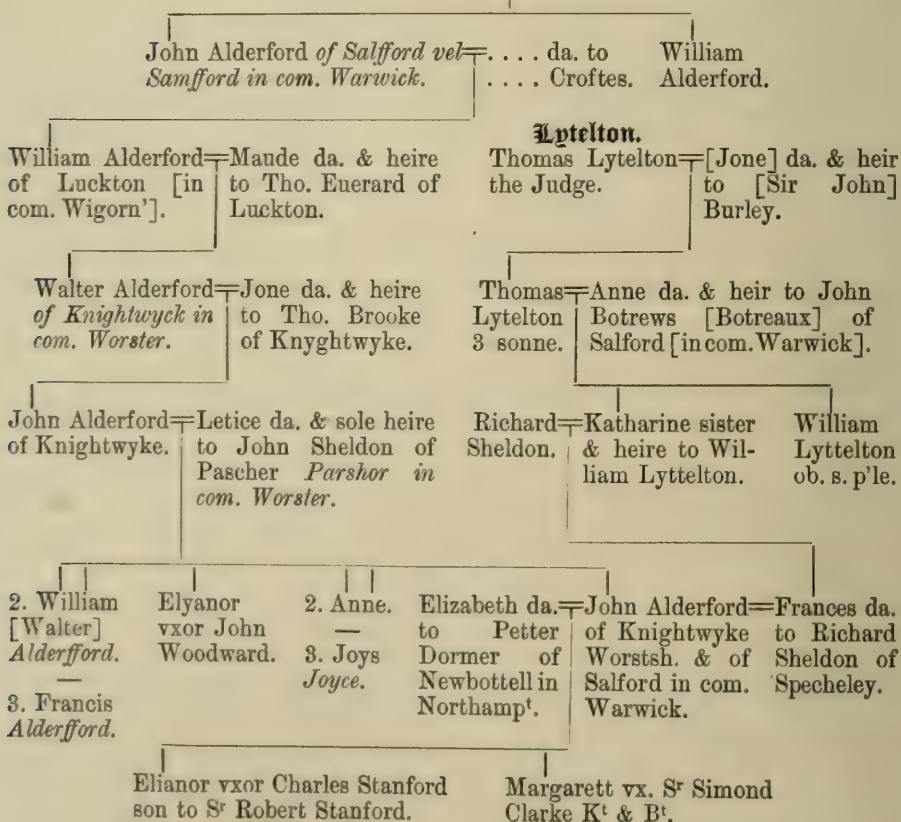 John Alderford of Salfford vel
Samfford in com. Warwick.
. . . . da. to
. . . . Croftes.
William
Alderford.
William Alderford
of Luckton [in
com. Wigorn'].
Maude da. & heire
to Tho. Euerard of
Luckton.
Lytelton.
Thomas Lytelton
the Judge.
[Jone] da. & heir
to [Sir John]
Burley.
Walter Alderford
of Knightwyck in
com. Worster.
Jone da. & heire
to Tho. Brooke
of Knyghtwyke.
Thomas
Lytelton
3 sonne.
Anne da. & heir to John
Botrews [Botreaux] of
Salford [in com. Warwick].
John Alderford
of Knightwyke.
Letice da. & sole heire
to John Sheldon of
Pascher Parshor in
com. Worster.
Richard
Sheldon.
Katharine sister
& heire to Wil-
liam Lyttelton.
William
Lyttelton
ob. s. p'le.
2. William
[Walter]
Alderfford.
—
3. Francis
Alderfford.
Elyanor
vxor John
Woodward.
2. Anne.
—
3. Joys
Joyce.
Elizabeth da.
to Petter
Dormer of
Newbottell in
Northampᵗ.
John Alderford
of Knightwyke
Worstsh. & of
Salford in com.
Warwick.
Frances da.
to Richard
Sheldon of
Specheley.
Elianor vxor Charles Stanford
son to Sʳ Robert Stanford.
Margarett vx. Sʳ Simond
Clarke Kᵗ & Bᵗ.